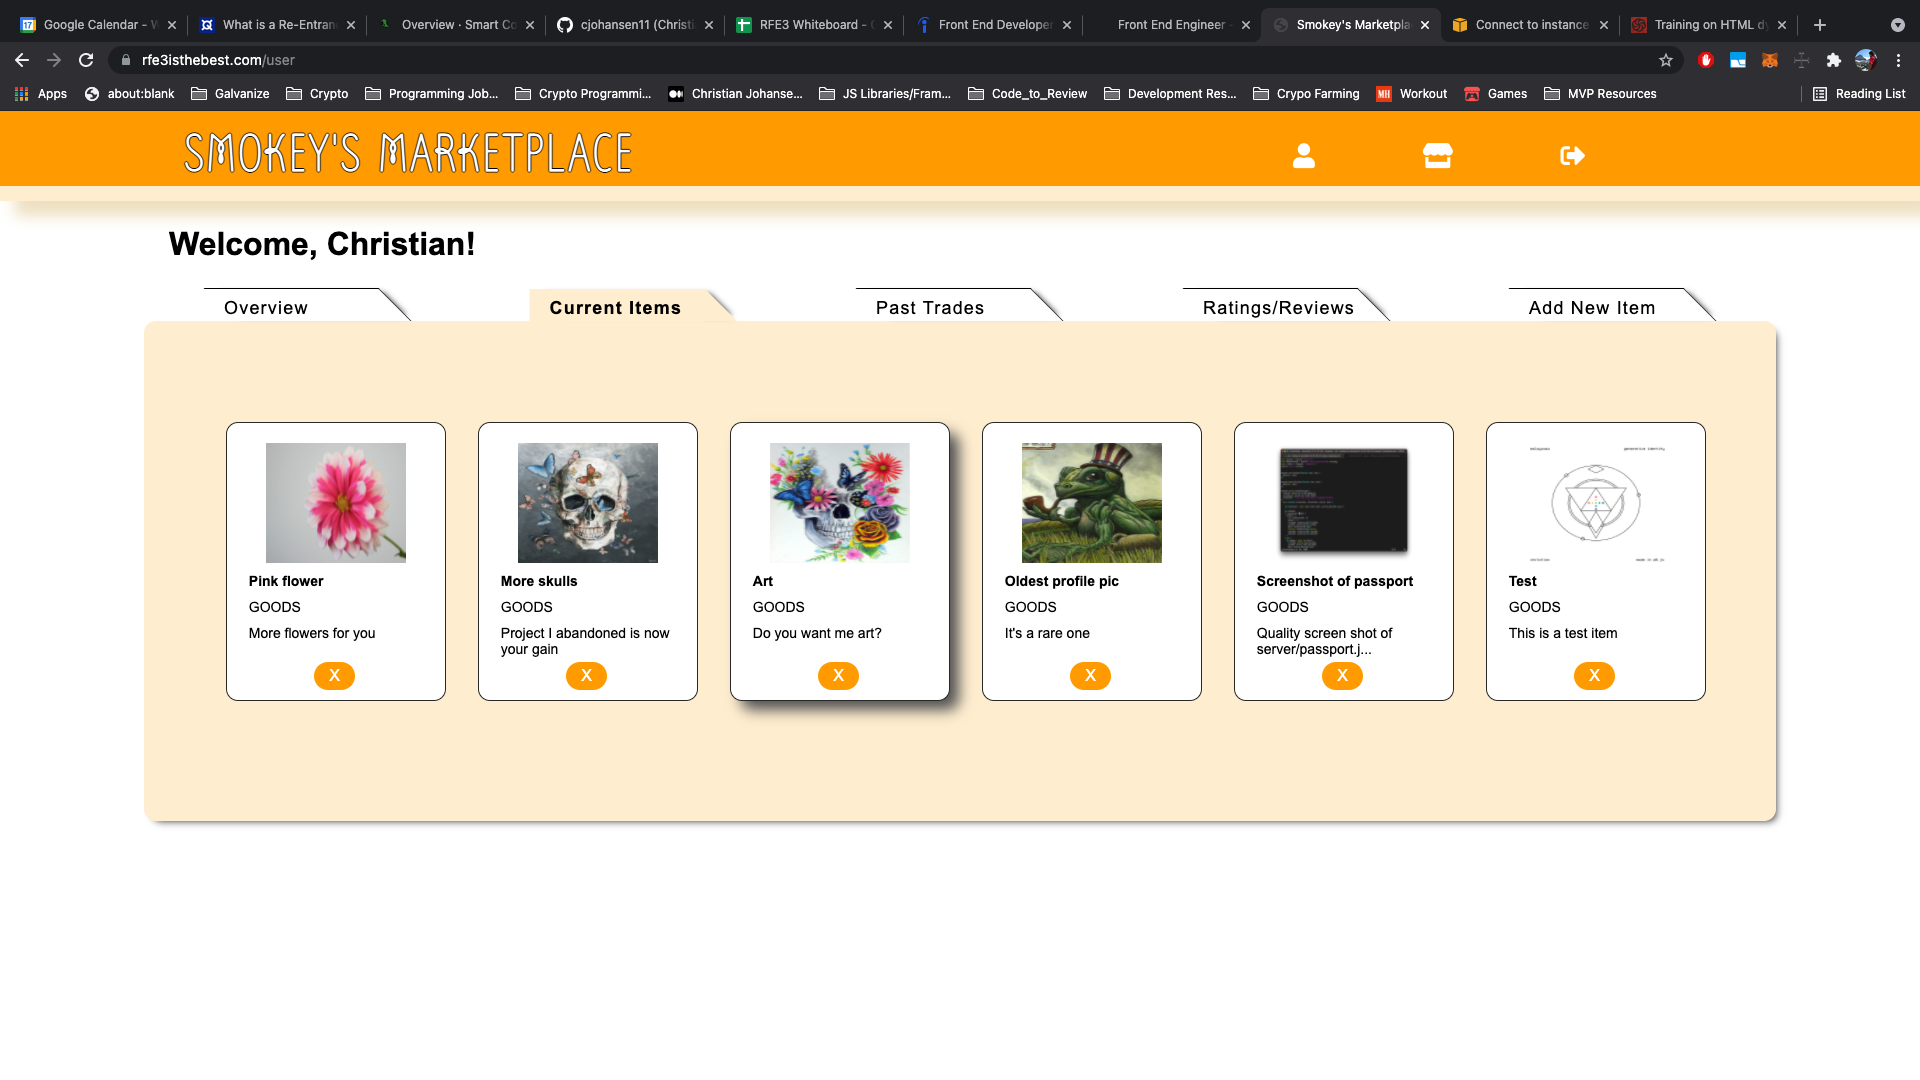 Google Calendar - W
What is a Re-Entran
Overview · Smart Co
cjohansen11 (Christi
RFE3 Whiteboard - G
Front End Developer
Front End Engineer -
Smokey's Marketpla
Connect to instance
Training on HTML dy
rfe3isthebest.com/user
Apps
about:blank
Galvanize
Crypto
Programming Job...
Crypto Programmi...
Christian Johanse...
JS Libraries/Fram...
Code_to_Review
Development Res...
Crypo Farming
MH
Workout
Games
MVP Resources
Reading List
SMOKEY'S MARKETPLACE
Welcome, Christian!
Overview
Current Items
Past Trades
Ratings/Reviews
Add New Item
Pink flower
GOODS
More flowers for you
X
More skulls
GOODS
Project I abandoned is now
your gain
X
Art
GOODS
Do you want me art?
X
Oldest profile pic
GOODS
It's a rare one
X
Screenshot of passport
GOODS
Quality screen shot of
server/passport.j...
X
Test
GOODS
This is a test item
X